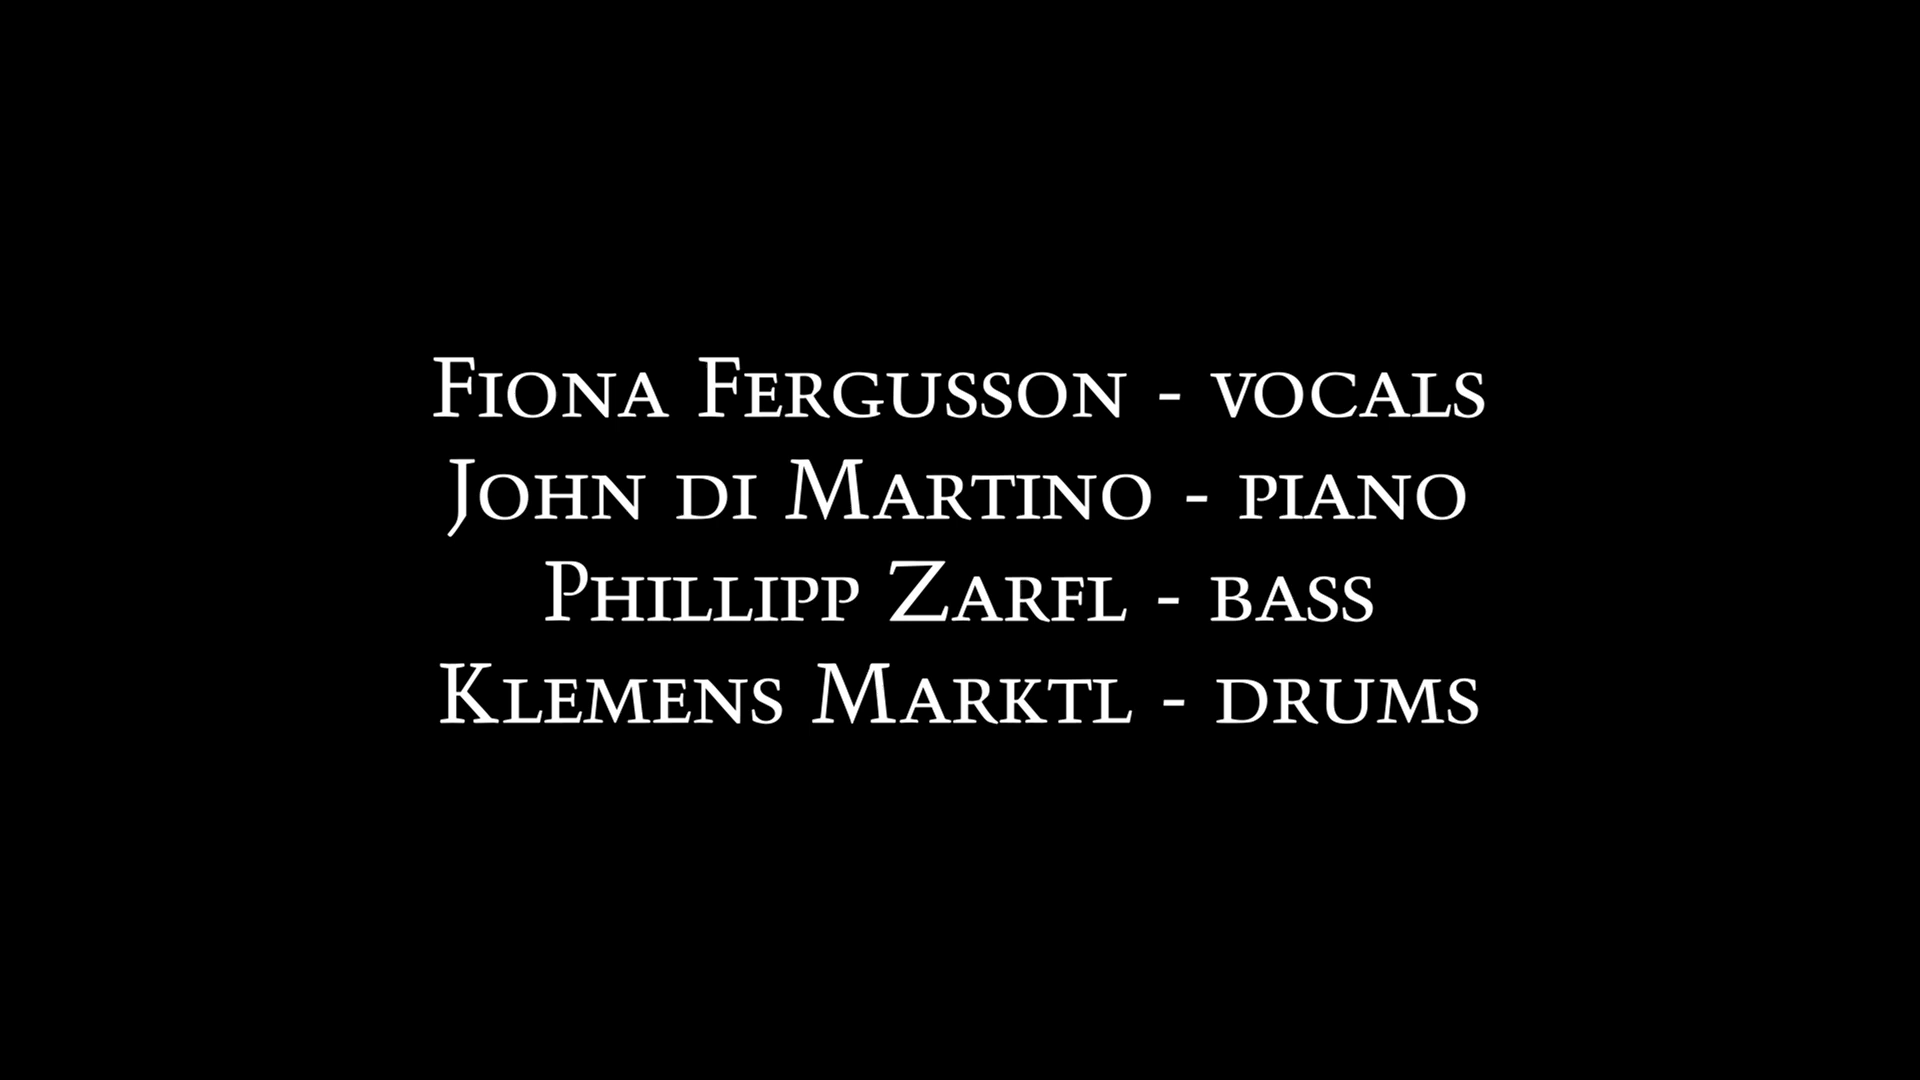 Fiona Fergusson - vocals
John di Martino - piano
Phillipp Zarfl - bass
Klemens Marktl - drums